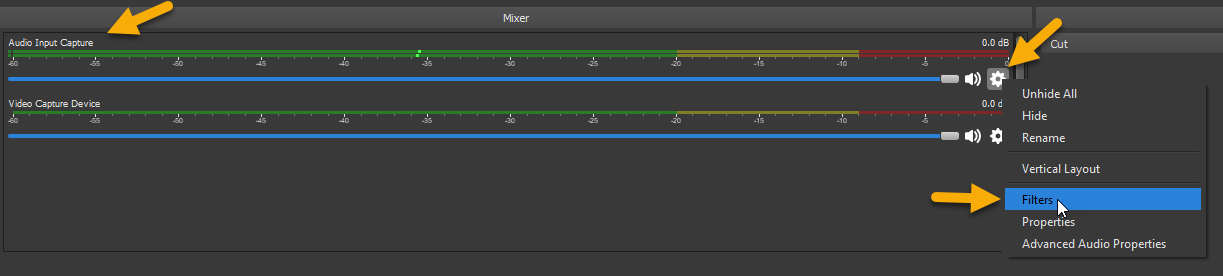 Mixer
Audio Input Capture 0.0 dB
-60 -55 -50 -45 -40 -35 -30 -25 -20 -15 -10 -5 0
Video Capture Device 0.0 d
-60 -55 -50 -45 -40 -35 -30 -25 -20 -15 -10 -5
Cut
Unhide All
Hide
Rename
Vertical Layout
Filters
Properties
Advanced Audio Properties